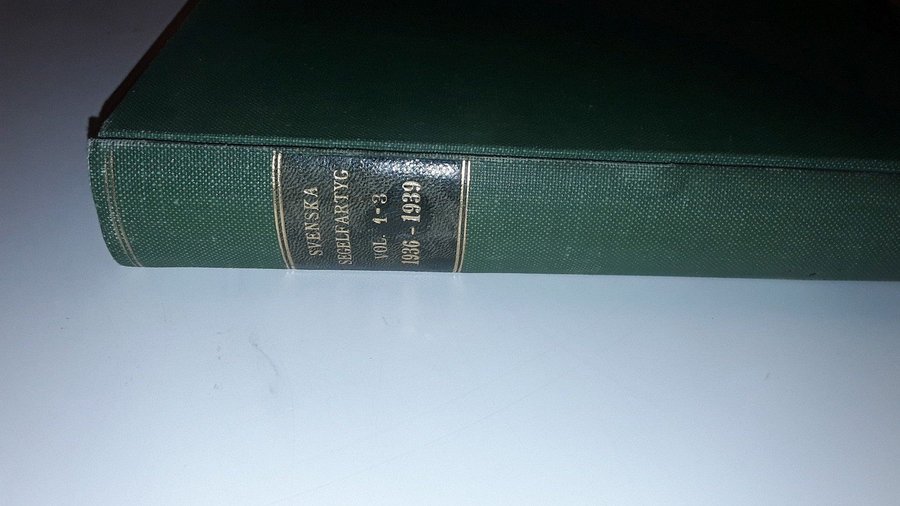 SVENSKA
SEGELFARTYG
VOL. 1-3
1936 - 1939